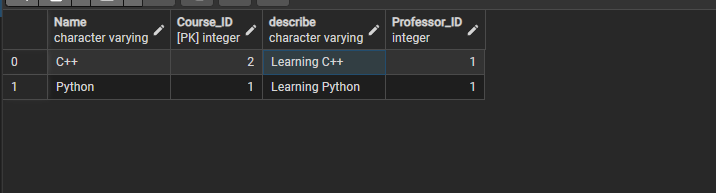 Name Course_ID describe Professor_ID
character varying [PK] integer character varying integer
0 C++ 2 Learning C++ 1
1 Python 1 Learning Python 1